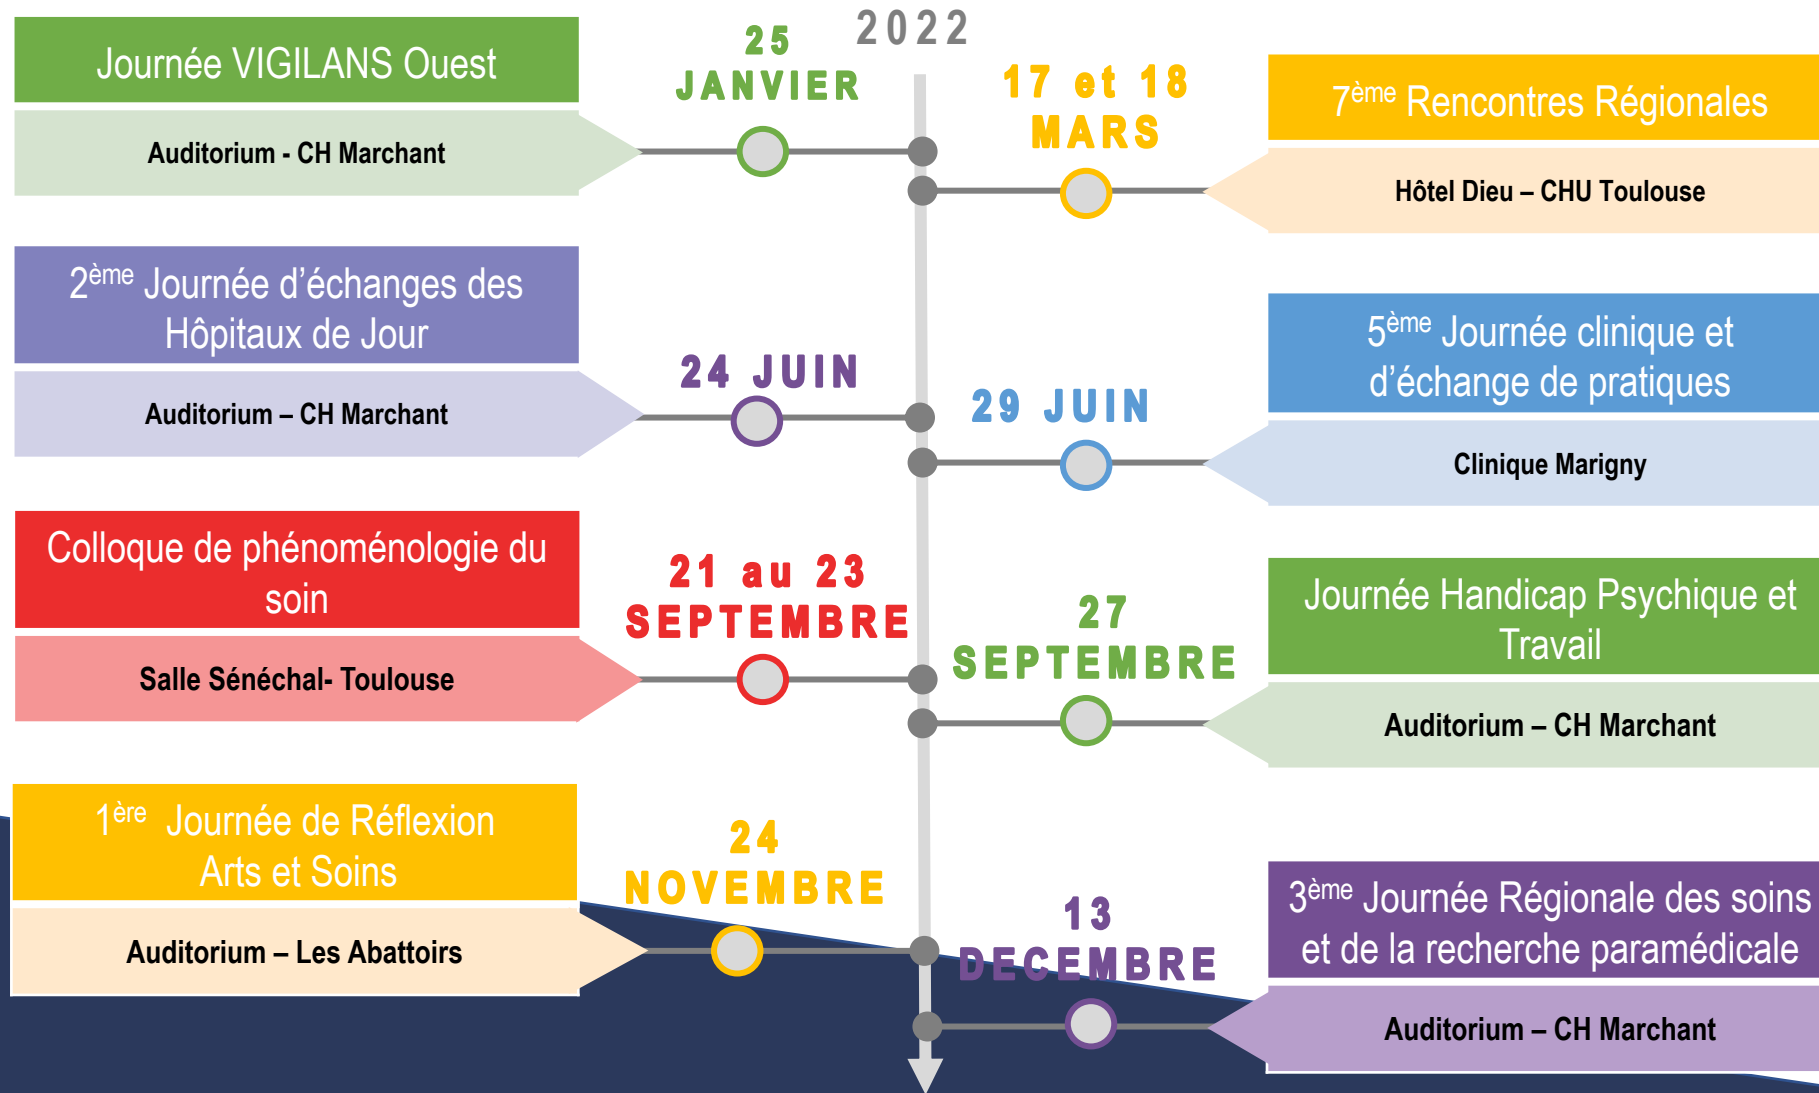 2022
Journée VIGILANS Ouest
Auditorium - CH Marchant
25
JANVIER
17 et 18
MARS
7ème Rencontres Régionales
Hôtel Dieu – CHU Toulouse
2ème Journée d’échanges des
Hôpitaux de Jour
Auditorium – CH Marchant
24 JUIN
29 JUIN
5ème Journée clinique et
d’échange de pratiques
Clinique Marigny
Colloque de phénoménologie du
soin
Salle Sénéchal- Toulouse
21 au 23
SEPTEMBRE
27
SEPTEMBRE
Journée Handicap Psychique et
Travail
Auditorium – CH Marchant
1ère Journée de Réflexion
Arts et Soins
Auditorium – Les Abattoirs
24
NOVEMBRE
13
DECEMBRE
3ème Journée Régionale des soins
et de la recherche paramédicale
Auditorium – CH Marchant